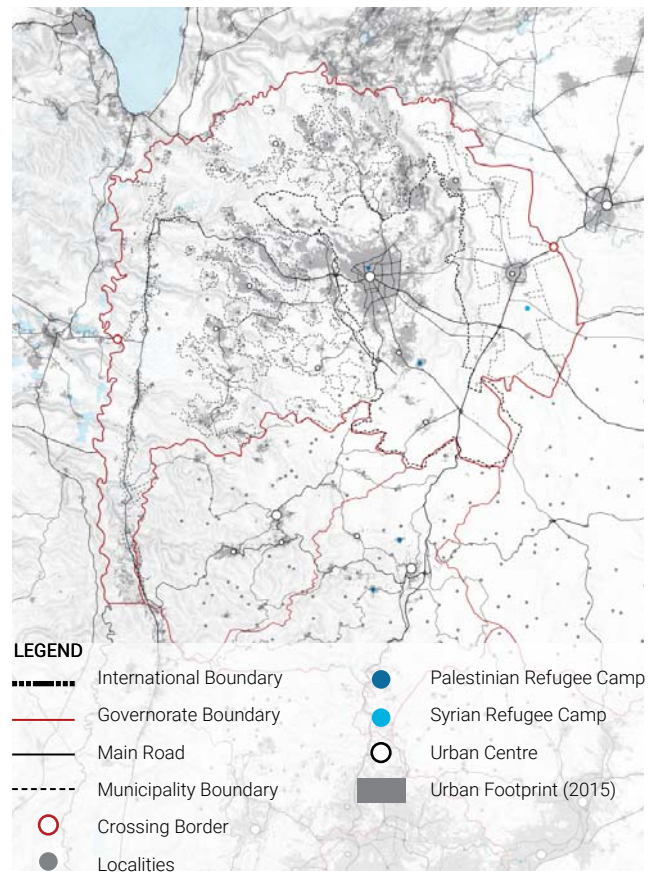 LEGEND
International Boundary
Governorate Boundary
Main Road
Municipality Boundary
Crossing Border
Localities
Palestinian Refugee Camp
Syrian Refugee Camp
Urban Centre
Urban Footprint (2015)